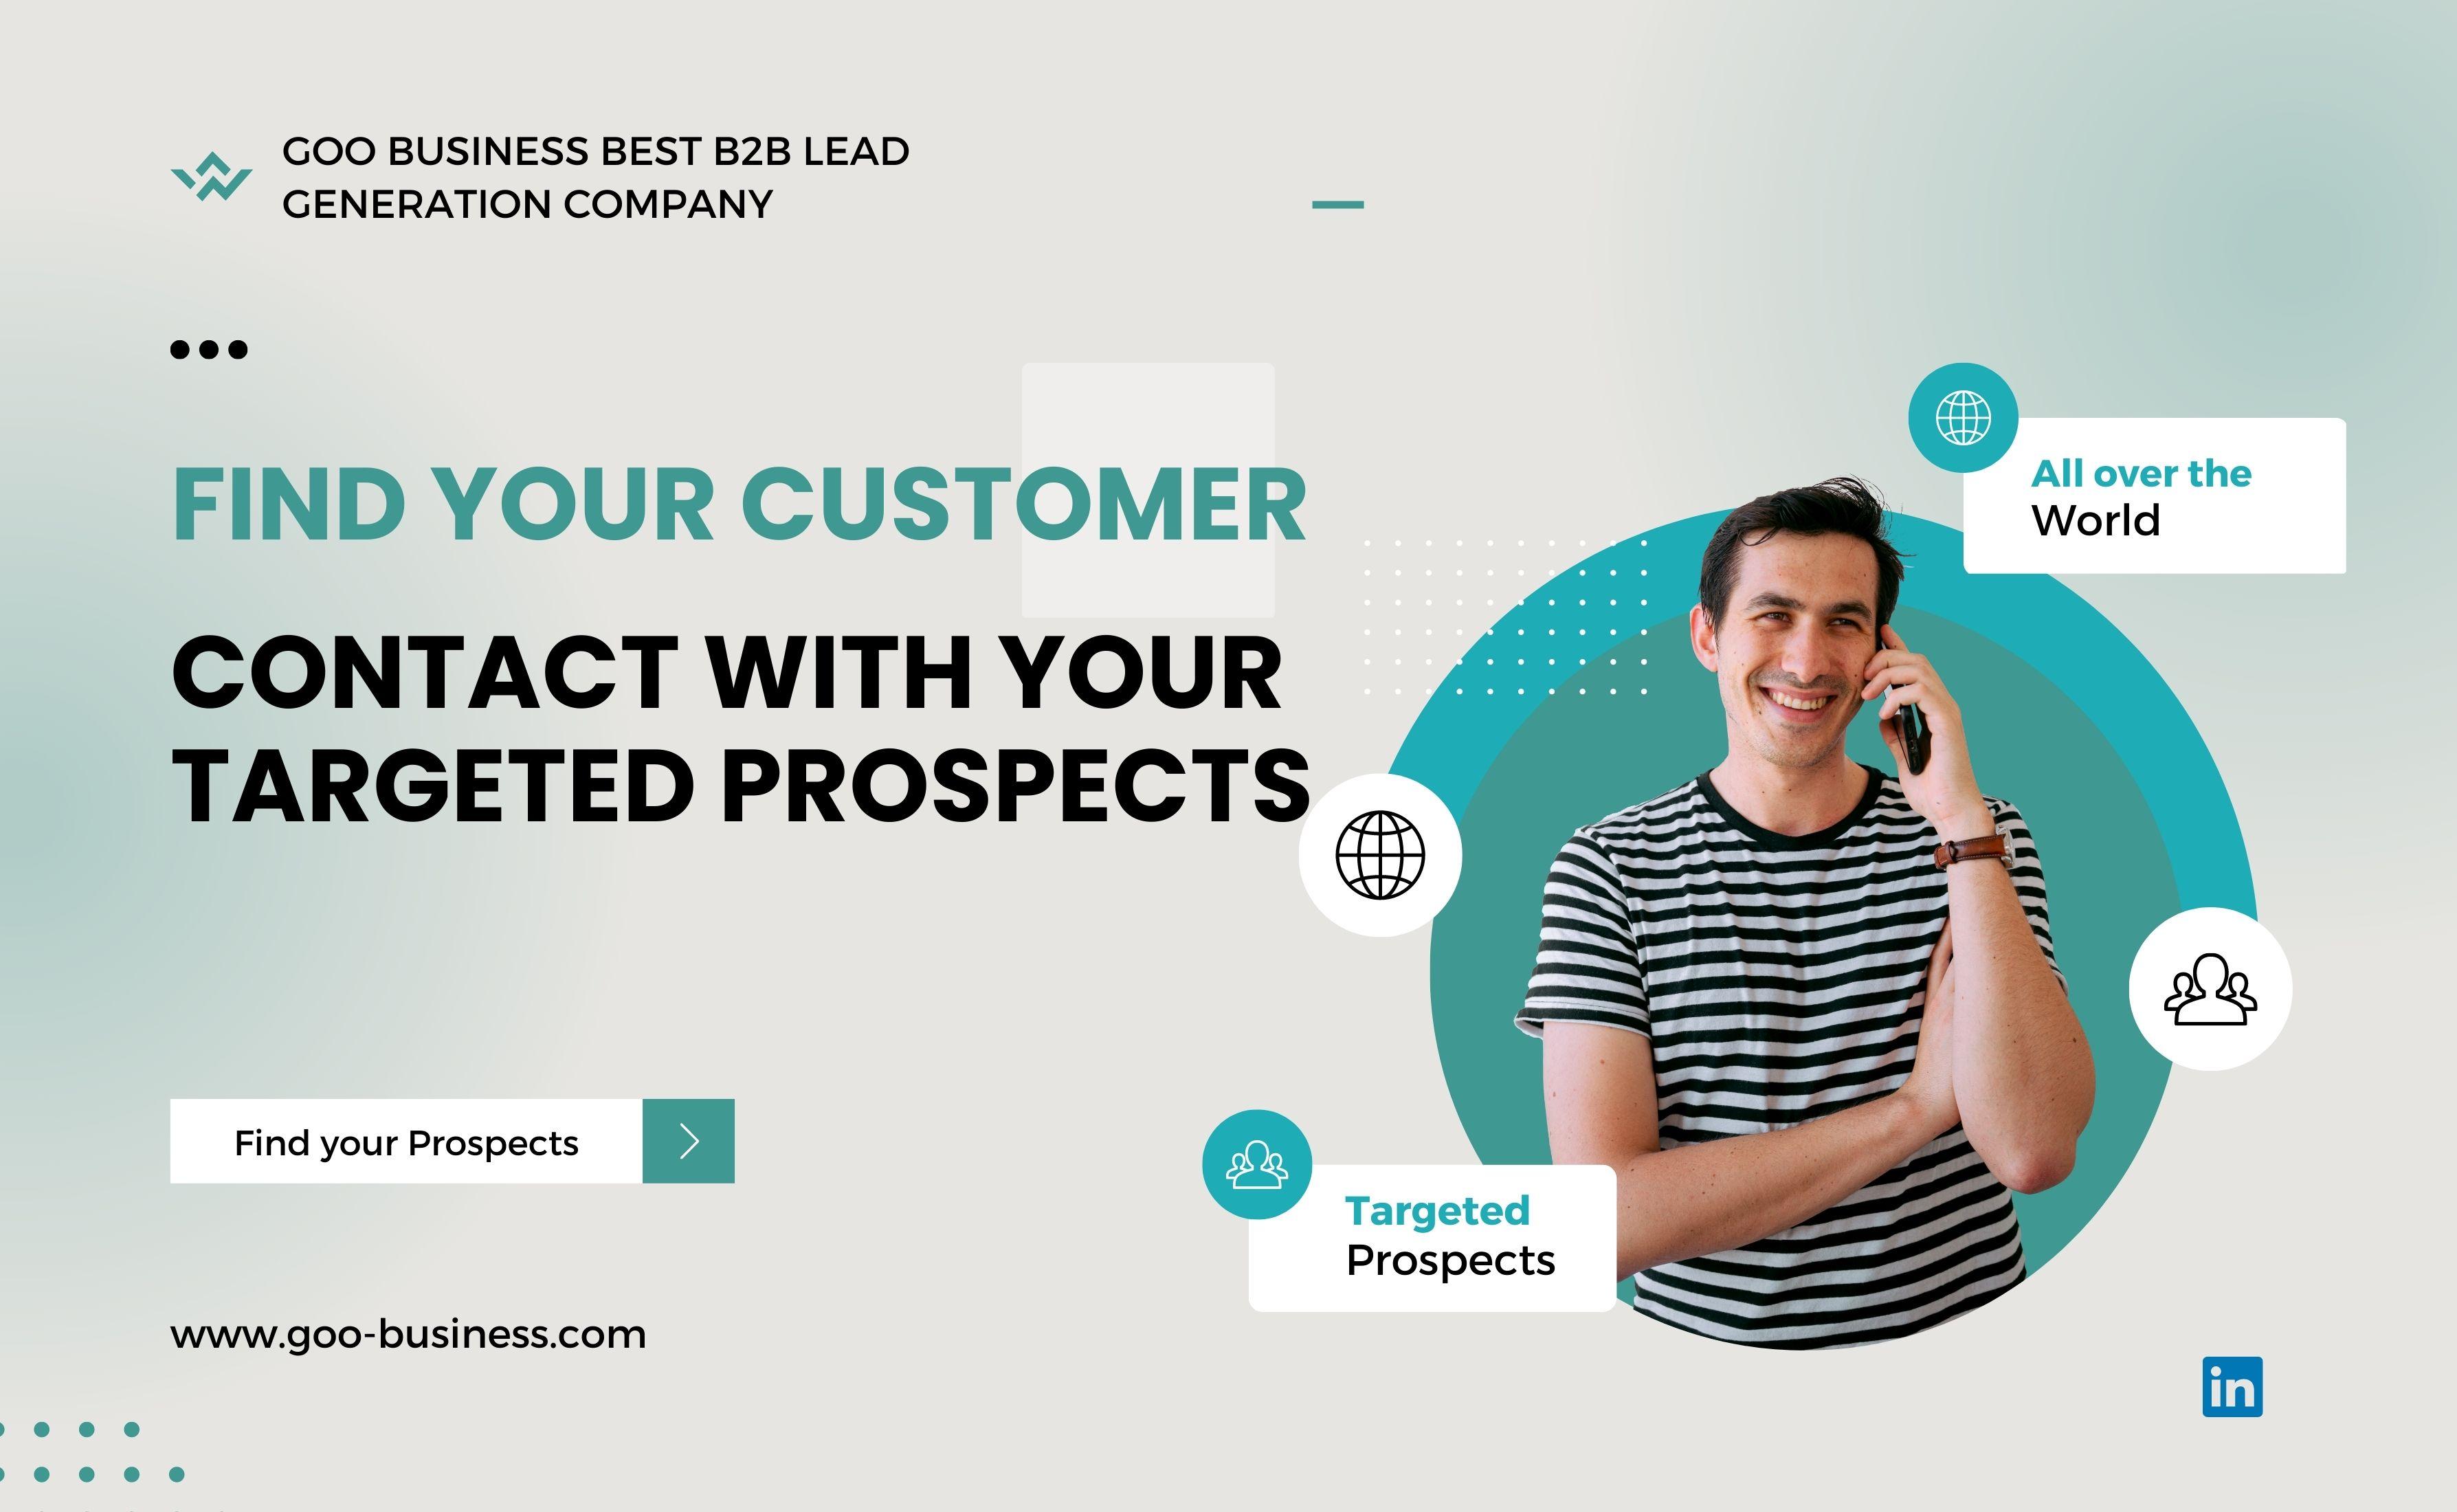 GOO BUSINESS BEST B2B LEAD
GENERATION COMPANY
FIND YOUR CUSTOMER
CONTACT WITH YOUR
TARGETED PROSPECTS
All over the
World
Find your Prospects
Targeted
Prospects
www.goo-business.com
in